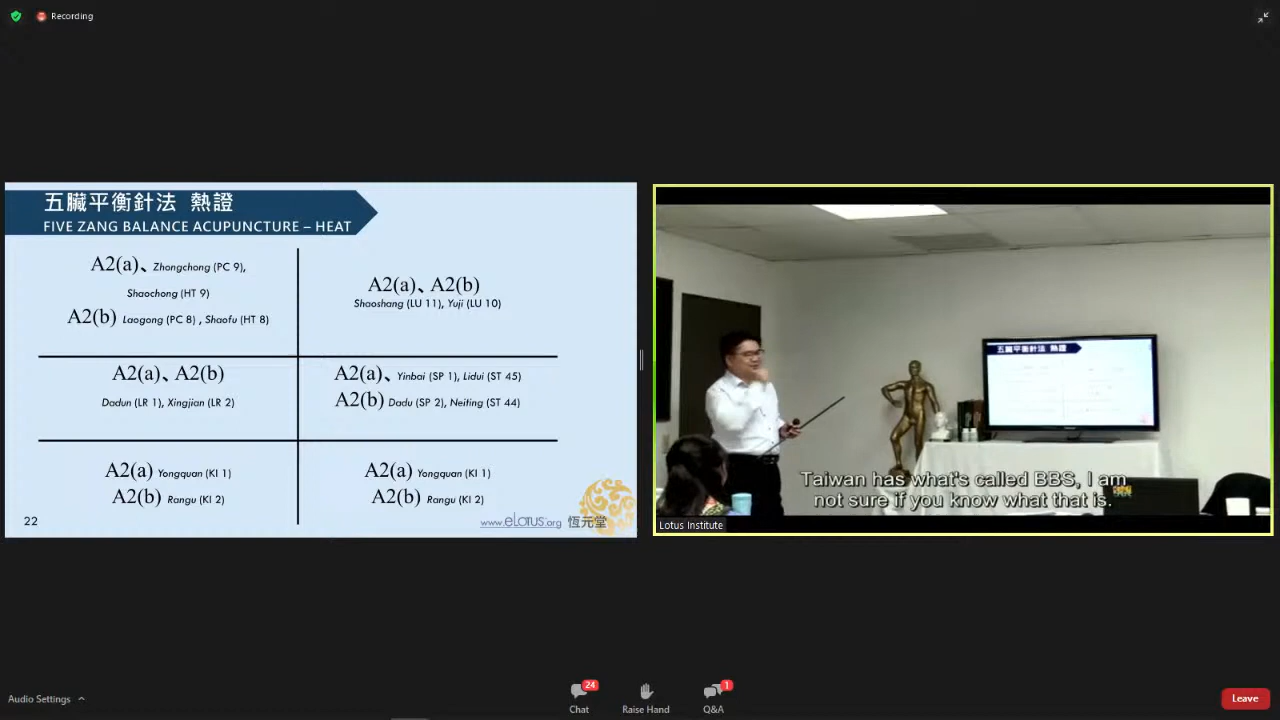 Recording
五臟平衡針法 熱證
FIVE ZANG BALANCE ACUPUNCTURE – HEAT
A2(a)、Zhongchong (PC 9),
Shaochong (HT 9)
A2(b) Laogong (PC 8) , Shaofu (HT 8)
A2(a)、A2(b)
Shaoshang (LU 11), Yuji (LU 10)
A2(a)、A2(b)
Dadun (LR 1), Xingjian (LR 2)
A2(a)、Yinbai (SP 1), Lidui (ST 45)
A2(b) Dadu (SP 2), Neiting (ST 44)
A2(a) Yongquan (KI 1)
A2(b) Rangu (KI 2)
A2(a) Yongquan (KI 1)
A2(b) Rangu (KI 2)
22
www.eLotus.org 恆元堂
五臟平衡針法 熱證
Taiwan has what's called BBS, I am
not sure if you know what that is.
Lotus Institute
Audio Settings
24
Chat
Raise Hand
1
Q&A
Leave